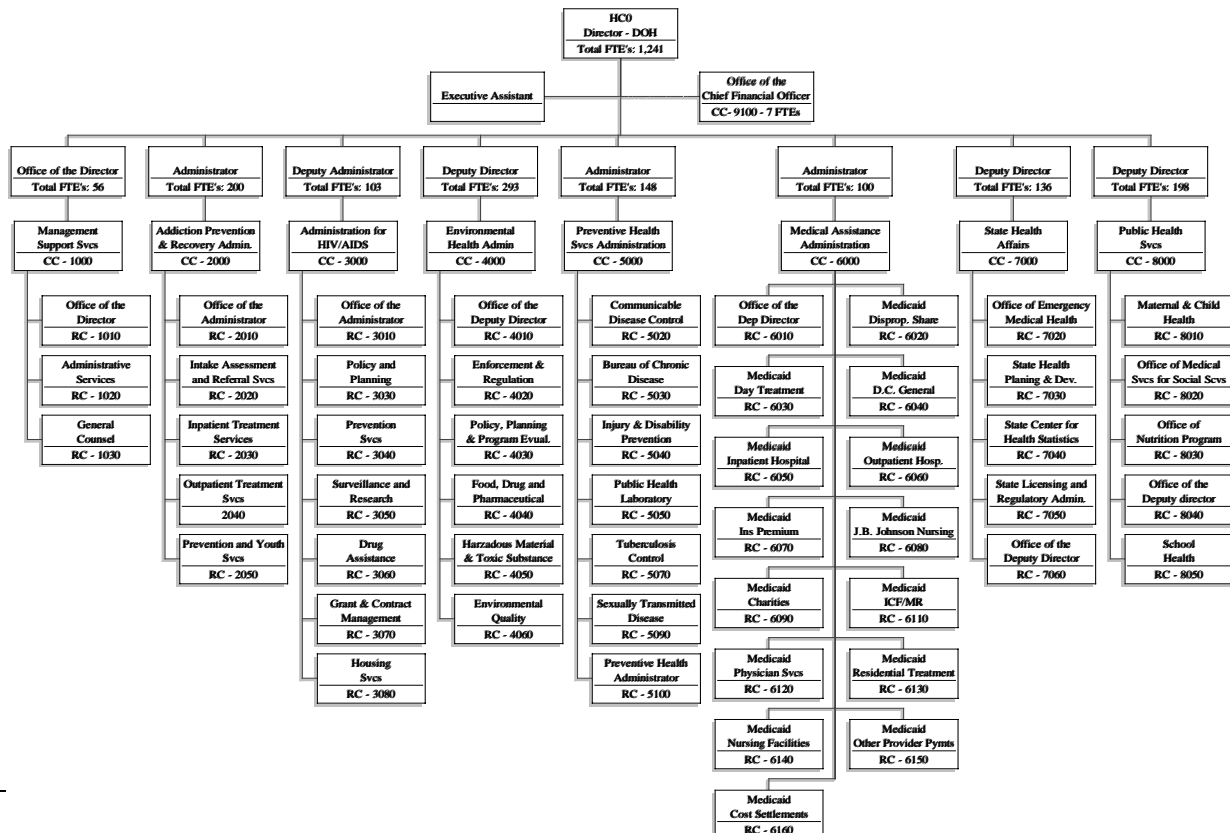 HC0
Director - DOH
Total FTE's: 1,241
Executive Assistant
Office of the
Chief Financial Officer
CC- 9100 - 7 FTEs
Office of the Director
Total FTE's: 56
Administrator
Total FTE's: 200
Deputy Administrator
Total FTE's: 103
Deputy Director
Total FTE's: 293
Administrator
Total FTE's: 148
Administrator
Total FTE's: 100
Deputy Director
Total FTE's: 136
Deputy Director
Total FTE's: 198
Management
Support Svcs
CC - 1000
Addiction Prevention
& Recovery Admin.
CC - 2000
Administration for
HIV/AIDS
CC - 3000
Environmental
Health Admin
CC - 4000
Preventive Health
Svcs Administration
CC - 5000
Medical Assistance
Administration
CC - 6000
State Health
Affairs
CC - 7000
Public Health
Svcs
CC - 8000
Office of the
Director
RC - 1010
Administrative
Services
RC - 1020
General
Counsel
RC - 1030
Office of the
Administrator
RC - 2010
Intake Assessment
and Referral Svcs
RC - 2020
Inpatient Treatment
Services
RC - 2030
Outpatient Treatment
Svcs
2040
Prevention and Youth
Svcs
RC - 2050
Office of the
Administrator
RC - 3010
Policy and
Planning
RC - 3030
Prevention
Svcs
RC - 3040
Surveillance and
Research
RC - 3050
Drug
Assistance
RC - 3060
Grant & Contract
Management
RC - 3070
Housing
Svcs
RC - 3080
Office of the
Deputy Director
RC - 4010
Enforcement &
Regulation
RC - 4020
Policy, Planning
& Program Evual.
RC - 4030
Food, Drug and
Pharmaceutical
RC - 4040
Harzadous Material
& Toxic Substance
RC - 4050
Environmental
Quality
RC - 4060
Communicable
Disease Control
RC - 5020
Bureau of Chronic
Disease
RC - 5030
Injury & Disability
Prevention
RC - 5040
Public Health
Laboratory
RC - 5050
Tuberculosis
Control
RC - 5070
Sexually Transmitted
Disease
RC - 5090
Preventive Health
Administrator
RC - 5100
Office of the
Dep Director
RC - 6010
Medicaid
Disprop. Share
RC - 6020
Medicaid
Day Treatment
RC - 6030
Medicaid
D.C. General
RC - 6040
Medicaid
Inpatient Hospital
RC - 6050
Medicaid
Outpatient Hosp.
RC - 6060
Medicaid
Ins Premium
RC - 6070
Medicaid
J.B. Johnson Nursing
RC - 6080
Medicaid
Charities
RC - 6090
Medicaid
ICF/MR
RC - 6110
Medicaid
Physician Svcs
RC - 6120
Medicaid
Residential Treatment
RC - 6130
Medicaid
Nursing Facilities
RC - 6140
Medicaid
Other Provider Pymts
RC - 6150
Medicaid
Cost Settlements
RC - 6160
Office of Emergency
Medical Health
RC - 7020
State Health
Planing & Dev.
RC - 7030
State Center for
Health Statistics
RC - 7040
State Licensing and
Regulatory Admin.
RC - 7050
Office of the
Deputy Director
RC - 7060
Maternal & Child
Health
RC - 8010
Office of Medical
Svcs for Social Scvs
RC - 8020
Office of
Nutrition Program
RC - 8030
Office of the
Deputy director
RC - 8040
School
Health
RC - 8050